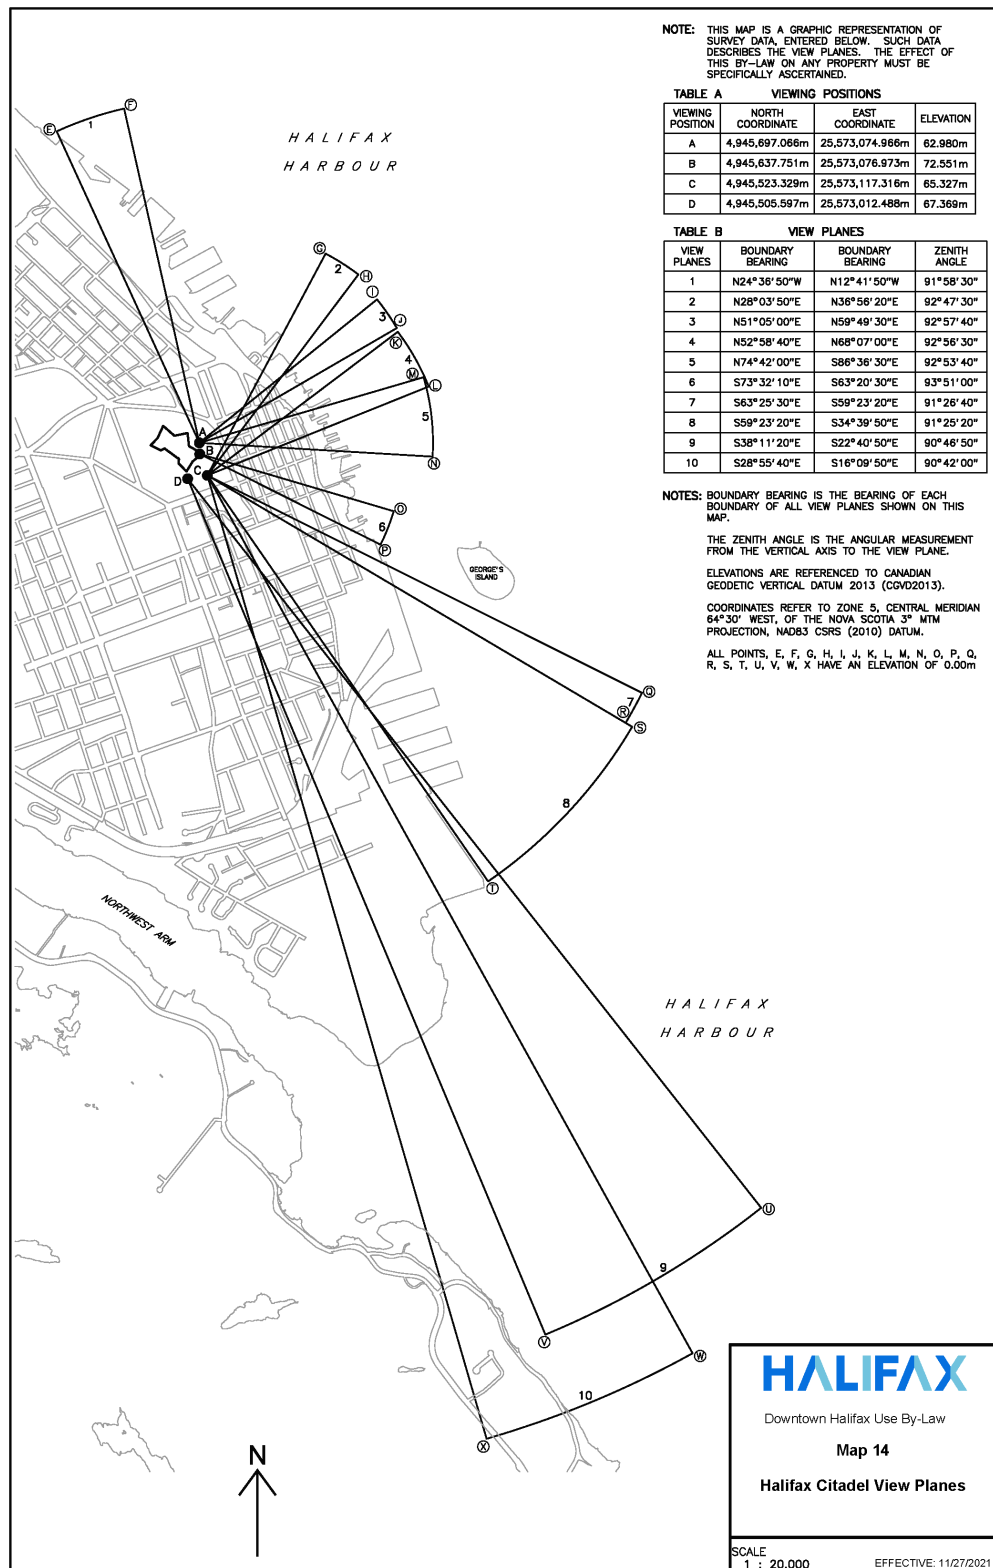 NOTE: THIS MAP IS A GRAPHIC REPRESENTATION OF
SURVEY DATA, ENTERED BELOW. SUCH DATA
DESCRIBES THE VIEW PLANES. THE EFFECT OF
THIS BY-LAW ON ANY PROPERTY MUST BE
SPECIFICALLY ASCERTAINED.
TABLE A VIEWING POSITIONS
VIEWING POSITION NORTH COORDINATE EAST COORDINATE ELEVATION
A 4,945,697.066m 25,573,074.966m 62.980m
B 4,945,637.751m 25,573,076.973m 72.551m
C 4,945,523.329m 25,573,117.316m 65.327m
D 4,945,505.597m 25,573,012.488m 67.369m
TABLE B VIEW PLANES
VIEW PLANES BOUNDARY BEARING BOUNDARY BEARING ZENITH ANGLE
1 N24°36'50"W N12°41'50"W 91°58'30"
2 N28°03'50"E N36°56'20"E 92°47'30"
3 N51°05'00"E N59°49'30"E 92°57'40"
4 N52°58'40"E N68°07'00"E 92°56'30"
5 N74°42'00"E S86°36'30"E 92°53'40"
6 S73°32'10"E S63°20'30"E 93°51'00"
7 S63°25'30"E S59°23'20"E 91°26'40"
8 S59°23'20"E S34°39'50"E 91°25'20"
9 S38°11'20"E S22°40'50"E 90°46'50"
10 S28°55'40"E S16°09'50"E 90°42'00"
NOTES: BOUNDARY BEARING IS THE BEARING OF EACH
BOUNDARY OF ALL VIEW PLANES SHOWN ON THIS
MAP.
THE ZENITH ANGLE IS THE ANGULAR MEASUREMENT
FROM THE VERTICAL AXIS TO THE VIEW PLANE.
ELEVATIONS ARE REFERENCED TO CANADIAN
GEODETIC VERTICAL DATUM 2013 (CGVD2013).
COORDINATES REFER TO ZONE 5, CENTRAL MERIDIAN
64°30' WEST, OF THE NOVA SCOTIA 3° MTM
PROJECTION, NAD83 CSRS (2010) DATUM.
ALL POINTS, E, F, G, H, I, J, K, L, M, N, O, P, Q,
R, S, T, U, V, W, X HAVE AN ELEVATION OF 0.00m
E
F
1
HALIFAX
HARBOUR
G
2
H
I
3
J
K
4
M
L
5
A
B
C
D
N
O
6
P
GEORGE'S
ISLAND
Q
7
R
S
8
T
NORTHWEST ARM
HALIFAX
HARBOUR
U
9
V
W
10
X
N
HALIFAX
Downtown Halifax Use By-Law
Map 14
Halifax Citadel View Planes
SCALE
1 : 20,000
EFFECTIVE: 11/27/2021